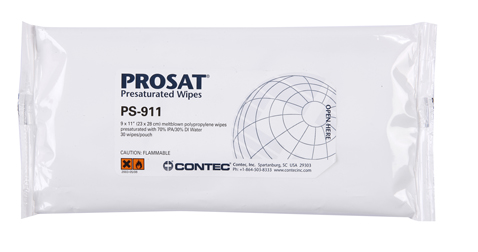 PROSAT®
Presaturated Wipes
PS-911
9 x 11" (23 x 28 cm) meltblown polypropylene wipes
presaturated with 70% IPA/30% DI Water
30 wipes/pouch
OPEN HERE
CAUTION: FLAMMABLE
CONTEC®
Contec, Inc. Spartanburg, SC USA 29303
Phone: +1-864-503-8333 www.contecinc.com